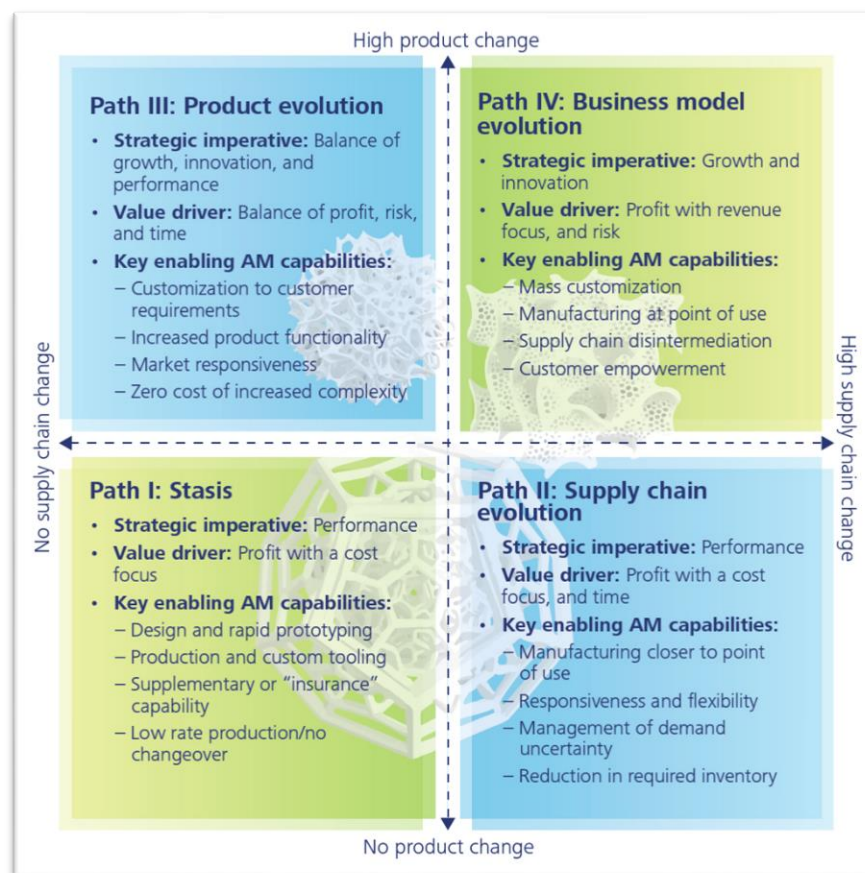 High product change
Path III: Product evolution
• Strategic imperative: Balance of
growth, innovation, and
performance
• Value driver: Balance of profit, risk,
and time
• Key enabling AM capabilities:
– Customization to customer
requirements
– Increased product functionality
– Market responsiveness
– Zero cost of increased complexity
Path IV: Business model
evolution
• Strategic imperative: Growth and
innovation
• Value driver: Profit with revenue
focus, and risk
• Key enabling AM capabilities:
– Mass customization
– Manufacturing at point of use
– Supply chain disintermediation
– Customer empowerment
No supply chain change
High supply chain change
Path I: Stasis
• Strategic imperative: Performance
• Value driver: Profit with a cost
focus
• Key enabling AM capabilities:
– Design and rapid prototyping
– Production and custom tooling
– Supplementary or “insurance”
capability
– Low rate production/no
changeover
Path II: Supply chain
evolution
• Strategic imperative: Performance
• Value driver: Profit with a cost
focus, and time
• Key enabling AM capabilities:
– Manufacturing closer to point
of use
– Responsiveness and flexibility
– Management of demand
uncertainty
– Reduction in required inventory
No product change